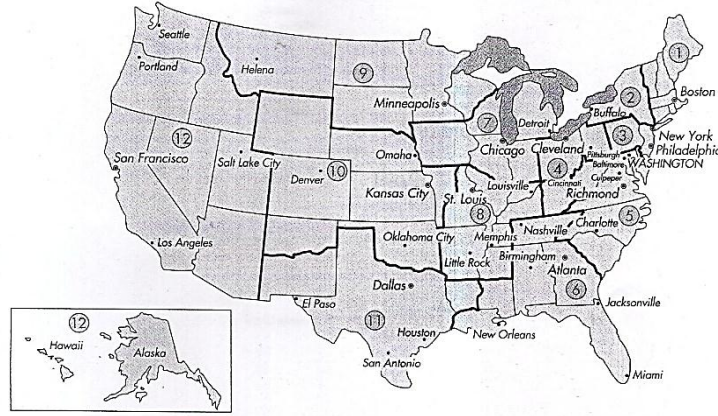 Seattle
Portland
Helena
9
Minneapolis
1
Boston
2
Buffalo
7
Detroit
3
New York
Philadelphia
Chicago
Cleveland
Pittsburgh
Baltimore
WASHINGTON
12
San Francisco
Salt Lake City
Denver
10
Omaha
Kansas City
St. Louis
8
Louisville
4
Cincinnati
Culpeper
Richmond
Los Angeles
Oklahoma City
Memphis
Nashville
Charlotte
5
Little Rock
Birmingham
Atlanta
6
Dallas
El Paso
11
Houston
San Antonio
New Orleans
Jacksonville
Miami
12
Hawaii
Alaska